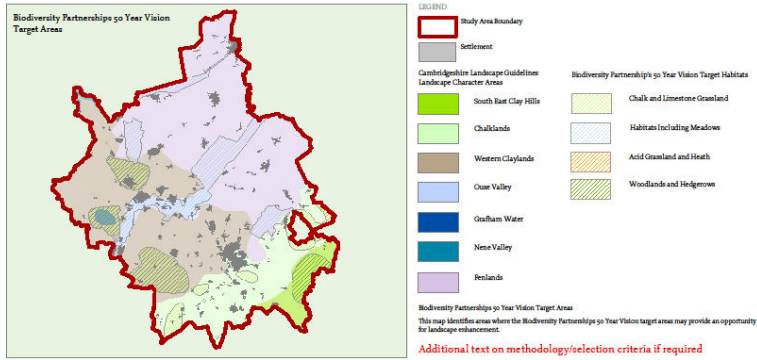 Biodiversity Partnerships 50 Year Vision
Target Areas
LEGEND
Study Area Boundary
Settlement
Cambridgeshire Landscape Guidelines
Landscape Character Areas
South East Clay Hills
Chalklands
Western Claylands
Ouse Valley
Grafham Water
Nene Valley
Fenlands
Biodiversity Partnership's 50 Year Vision Target Habitats
Chalk and Limestone Grassland
Habitats Including Meadows
Acid Grassland and Heath
Woodlands and Hedgerows
Biodiversity Partnerships 50 Year Vision Target Areas
This map identifies areas where the Biodiversity Partnerships 50 Year Vision target areas may provide an opportunity
for landscape enhancement.
Additional text on methodology/selection criteria if required